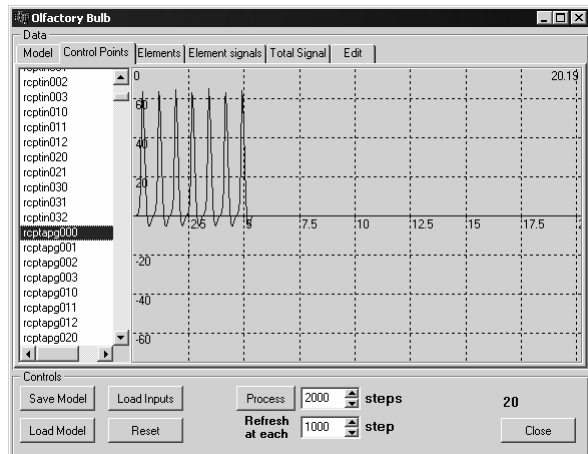 Olfactory Bulb
Data
Model Control Points Elements Element signals Total Signal Edit
rcptin002
rcptin003
rcptin010
rcptin011
rcptin012
rcptin020
rcptin021
rcptin030
rcptin031
rcptin032
rcptapg000
rcptapg001
rcptapg002
rcptapg003
rcptapg010
rcptapg011
rcptapg012
rcptapg020
0 20.19
60
40
20
2.5 5 7.5 10 12.5 15 17.5
-20
-40
-60
Controls
Save Model Load Inputs Process 2000 steps 20
Load Model Reset Refresh at each 1000 step Close